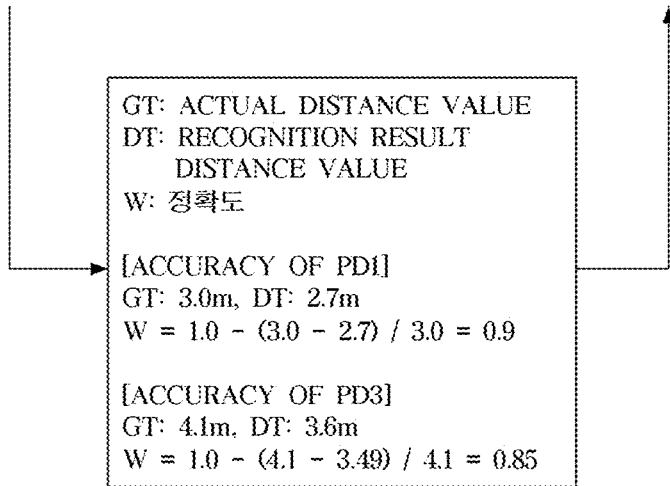 GT: ACTUAL DISTANCE VALUE
DT: RECOGNITION RESULT
DISTANCE VALUE
W: 정확도
[ACCURACY OF PD1]
GT: 3.0m, DT: 2.7m
W = 1.0 - (3.0 - 2.7) / 3.0 = 0.9
[ACCURACY OF PD3]
GT: 4.1m, DT: 3.6m
W = 1.0 - (4.1 - 3.49) / 4.1 = 0.85